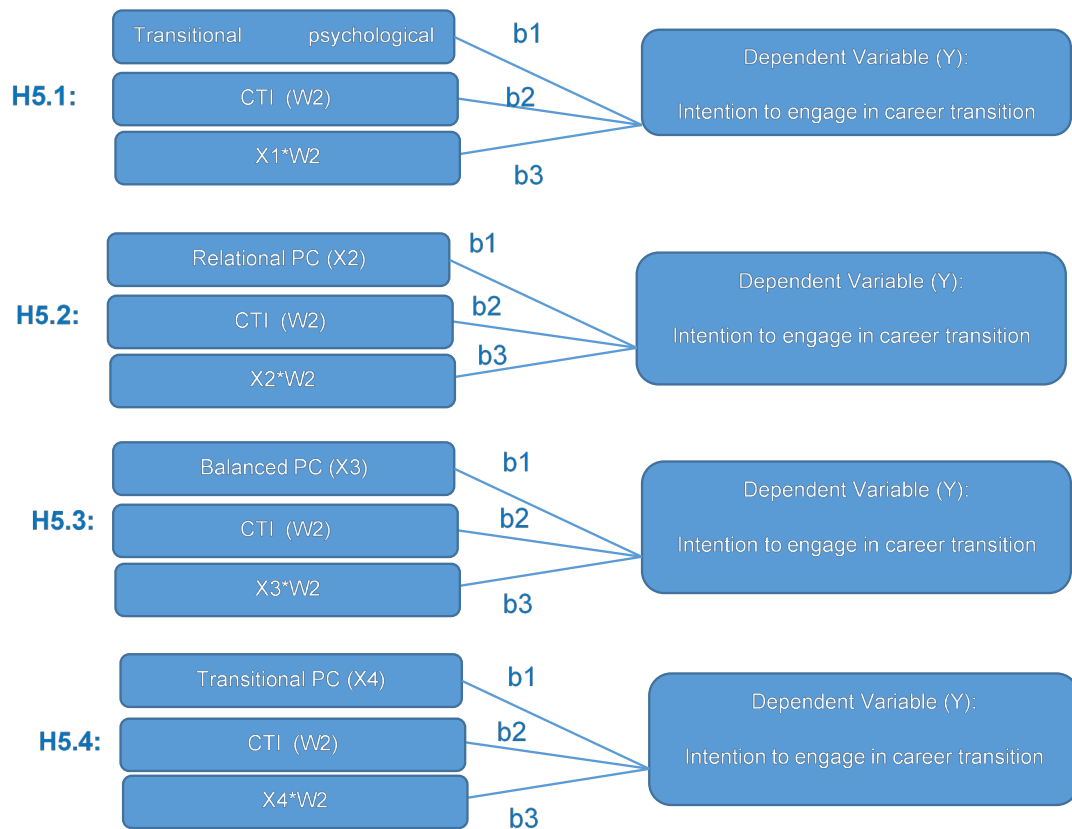 Transitional psychological
b1
H5.1:
CTI (W2)
b2
X1*W2
b3
Dependent Variable (Y):
Intention to engage in career transition
Relational PC (X2)
b1
H5.2:
CTI (W2)
b2
X2*W2
b3
Dependent Variable (Y):
Intention to engage in career transition
Balanced PC (X3)
b1
H5.3:
CTI (W2)
b2
X3*W2
b3
Dependent Variable (Y):
Intention to engage in career transition
Transitional PC (X4)
b1
H5.4:
CTI (W2)
b2
X4*W2
b3
Dependent Variable (Y):
Intention to engage in career transition